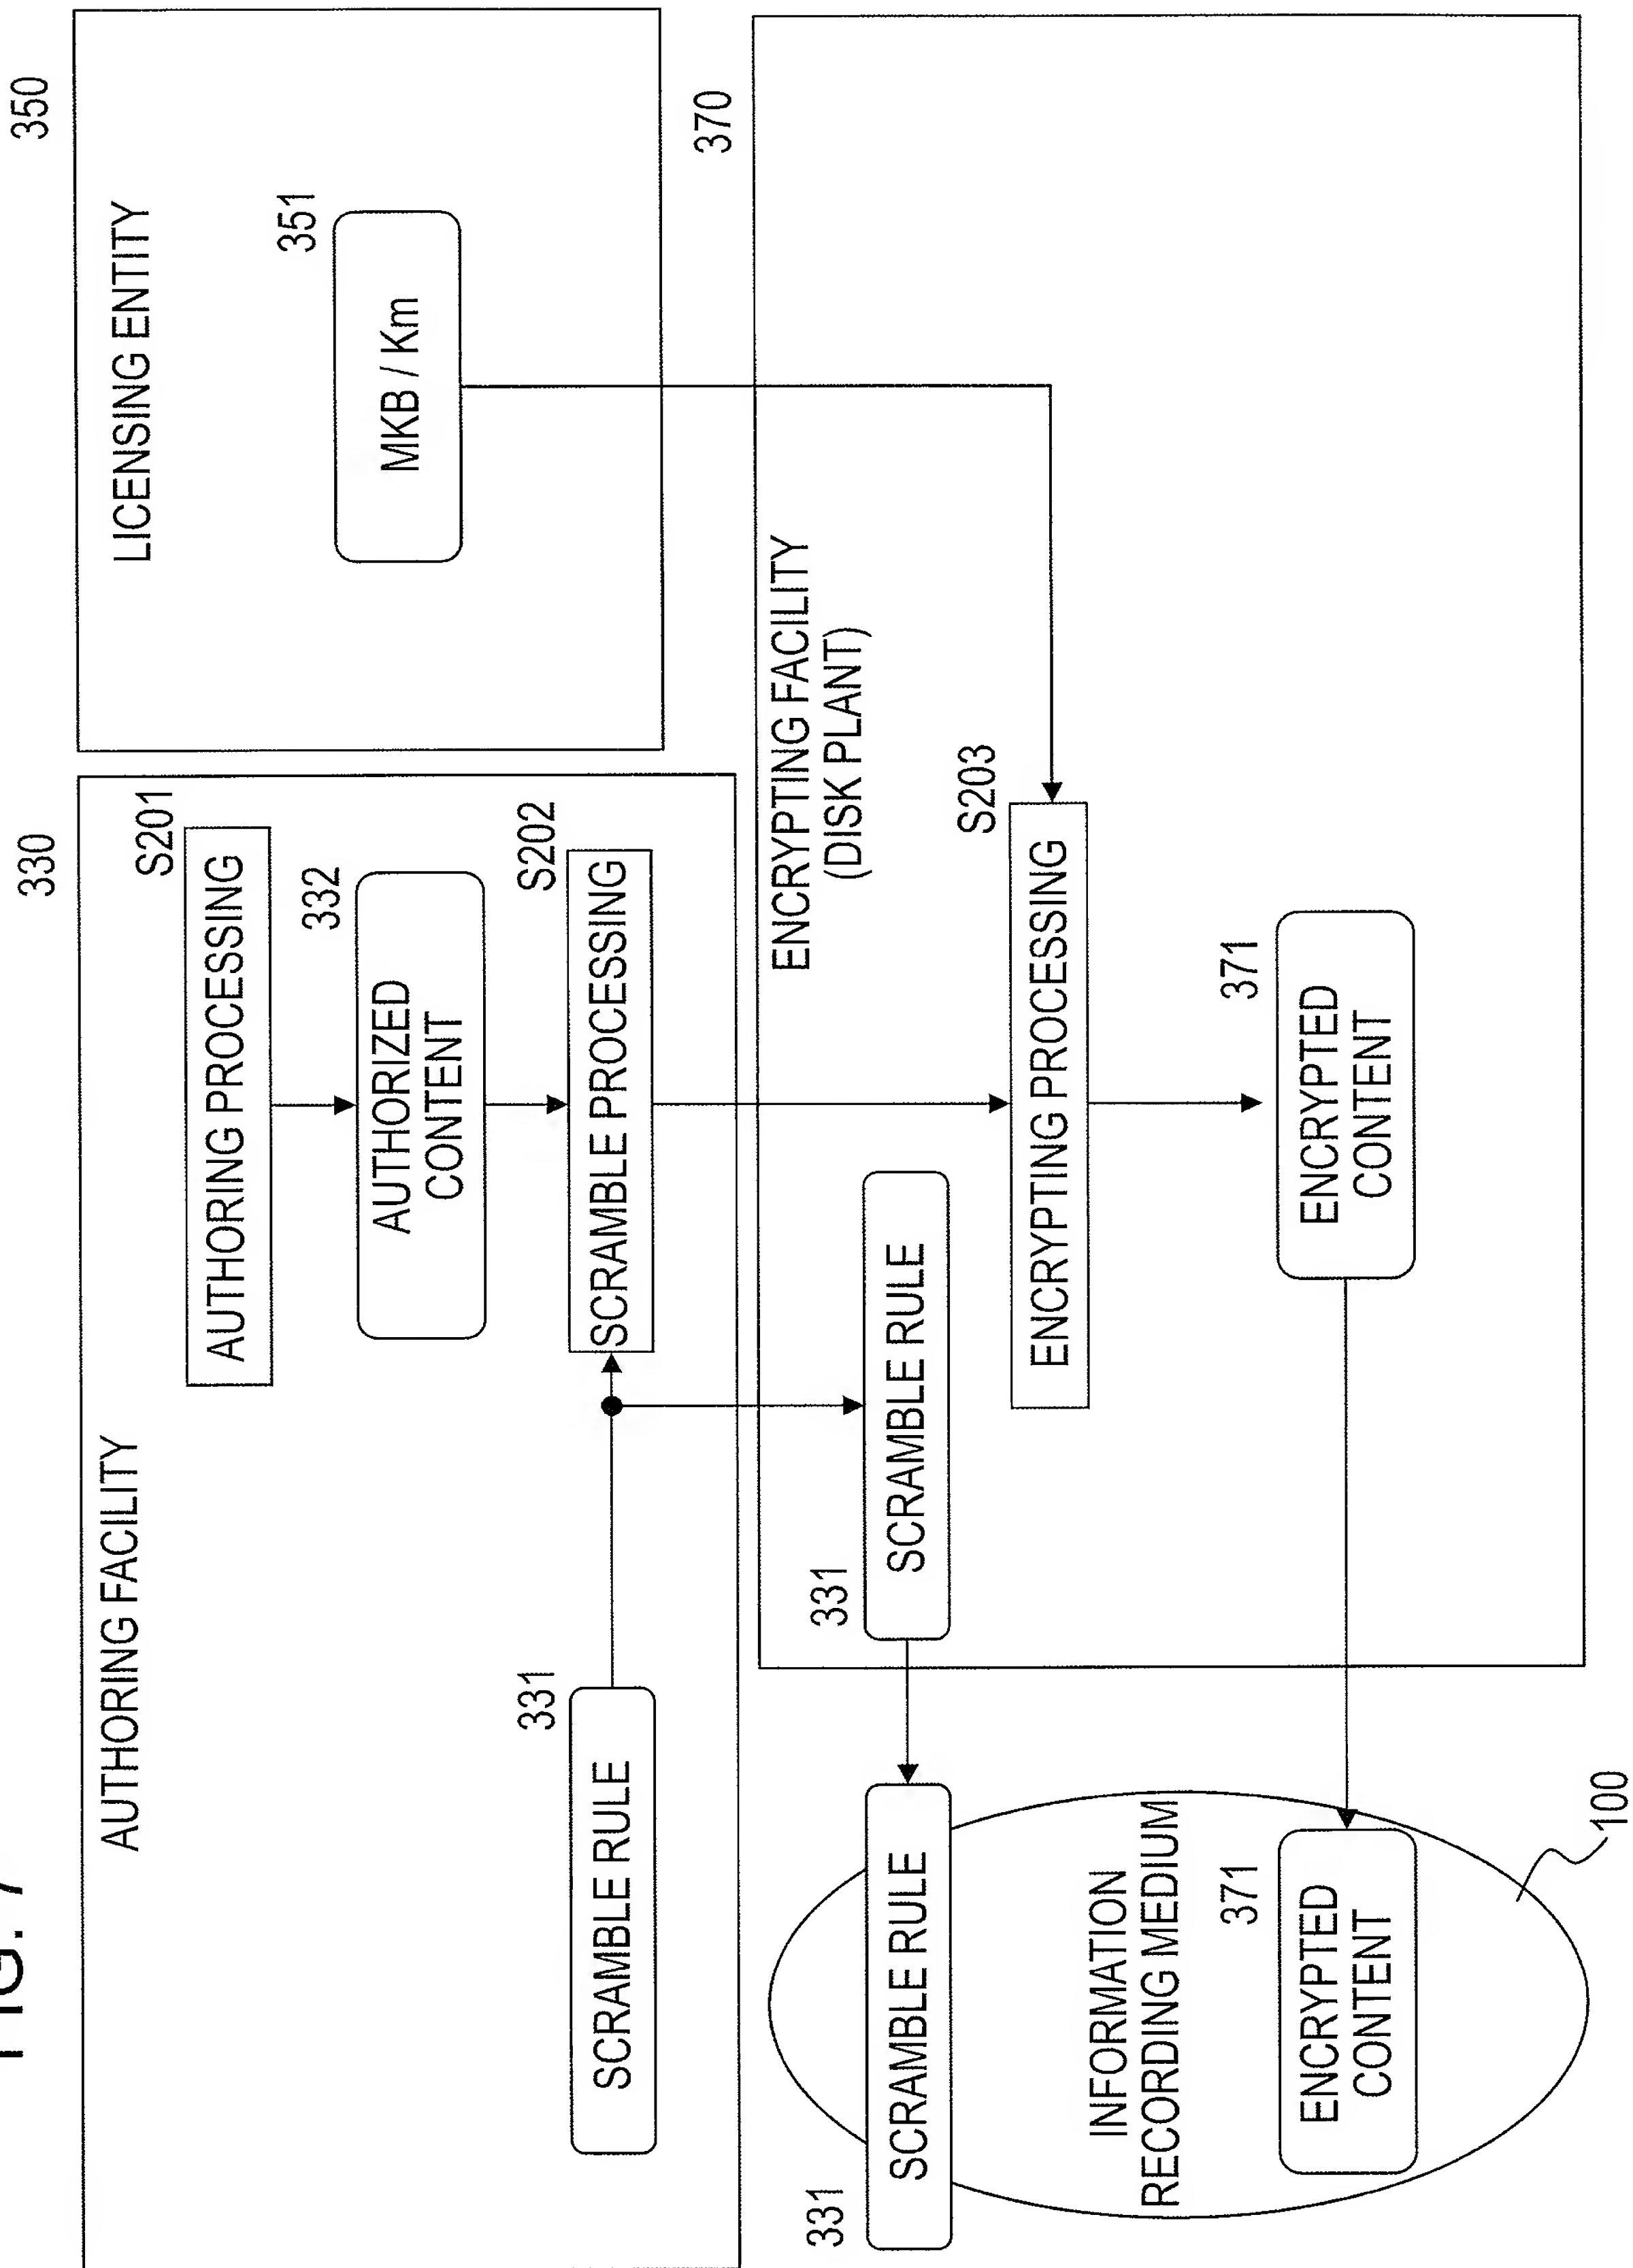 FIG. 7
AUTHORING FACILITY
330
S201
AUTHORING PROCESSING
332
AUTHORIZED
CONTENT
331
SCRAMBLE RULE
S202
SCRAMBLE PROCESSING
350
LICENSING ENTITY
351
MKB / Km
370
ENCRYPTING FACILITY
(DISK PLANT)
331
SCRAMBLE RULE
S203
ENCRYPTING PROCESSING
371
ENCRYPTED
CONTENT
331
SCRAMBLE RULE
INFORMATION
RECORDING MEDIUM
371
ENCRYPTED
CONTENT
100